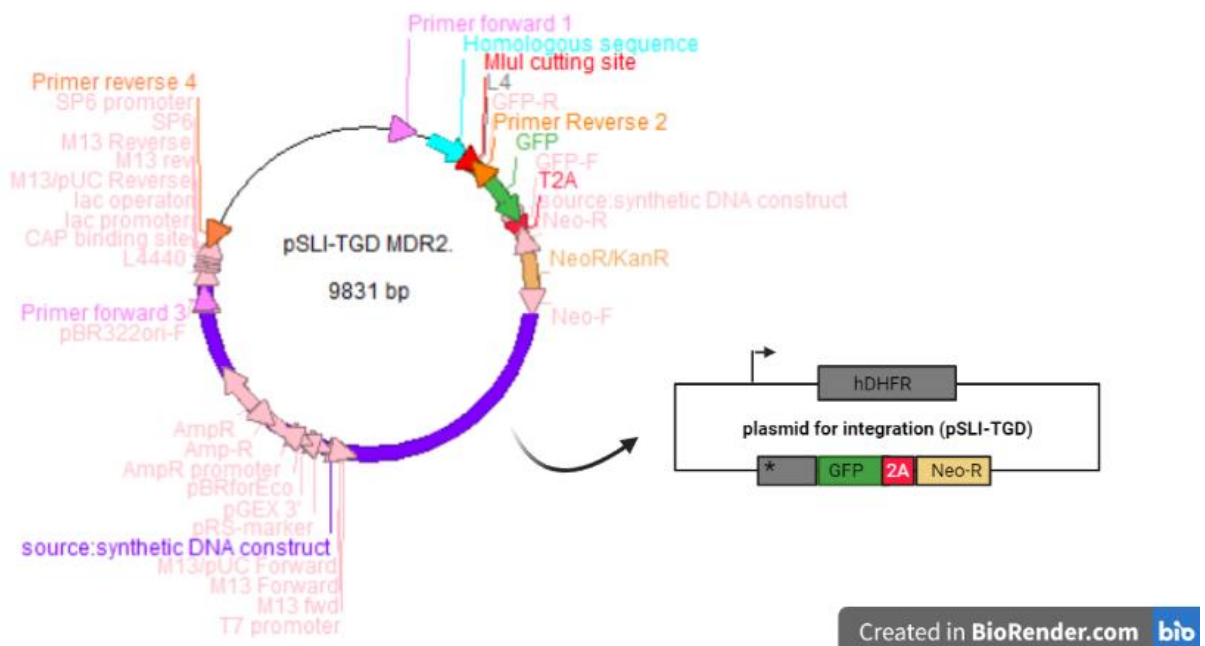 Primer forward 1
Homologous sequence
MluI cutting site
L4
GFP-R
Primer Reverse 2
GFP
GFP-F
T2A
source:synthetic DNA construct
Neo-R
NeoR/KanR
Neo-F
Primer reverse 4
SP6 promoter
SP6
M13 Reverse
M13 rev
M13/pUC Reverse
lac operator
lac promoter
CAP binding site
L4440
Primer forward 3
pBR322ori-F
pSLI-TGD MDR2.
9831 bp
AmpR
Amp-R
AmpR promoter
pBRforEco
pGEX 3'
pRS-marker
source:synthetic DNA construct
M13/pUC Forward
M13 Forward
M13 fwd
T7 promoter
hDHFR
plasmid for integration (pSLI-TGD)
* GFP 2A Neo-R
Created in BioRender.com bio